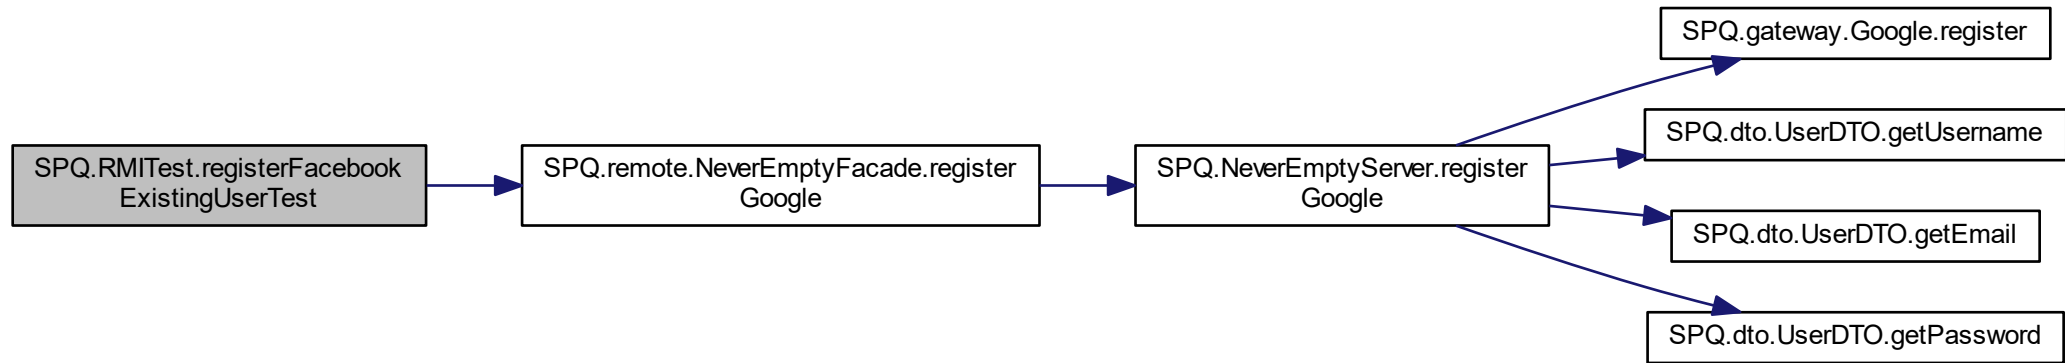 SPQ.RMITest.registerFacebook
ExistingUserTest
SPQ.remote.NeverEmptyFacade.register
Google
SPQ.NeverEmptyServer.register
Google
SPQ.gateway.Google.register
SPQ.dto.UserDTO.getUsername
SPQ.dto.UserDTO.getEmail
SPQ.dto.UserDTO.getPassword